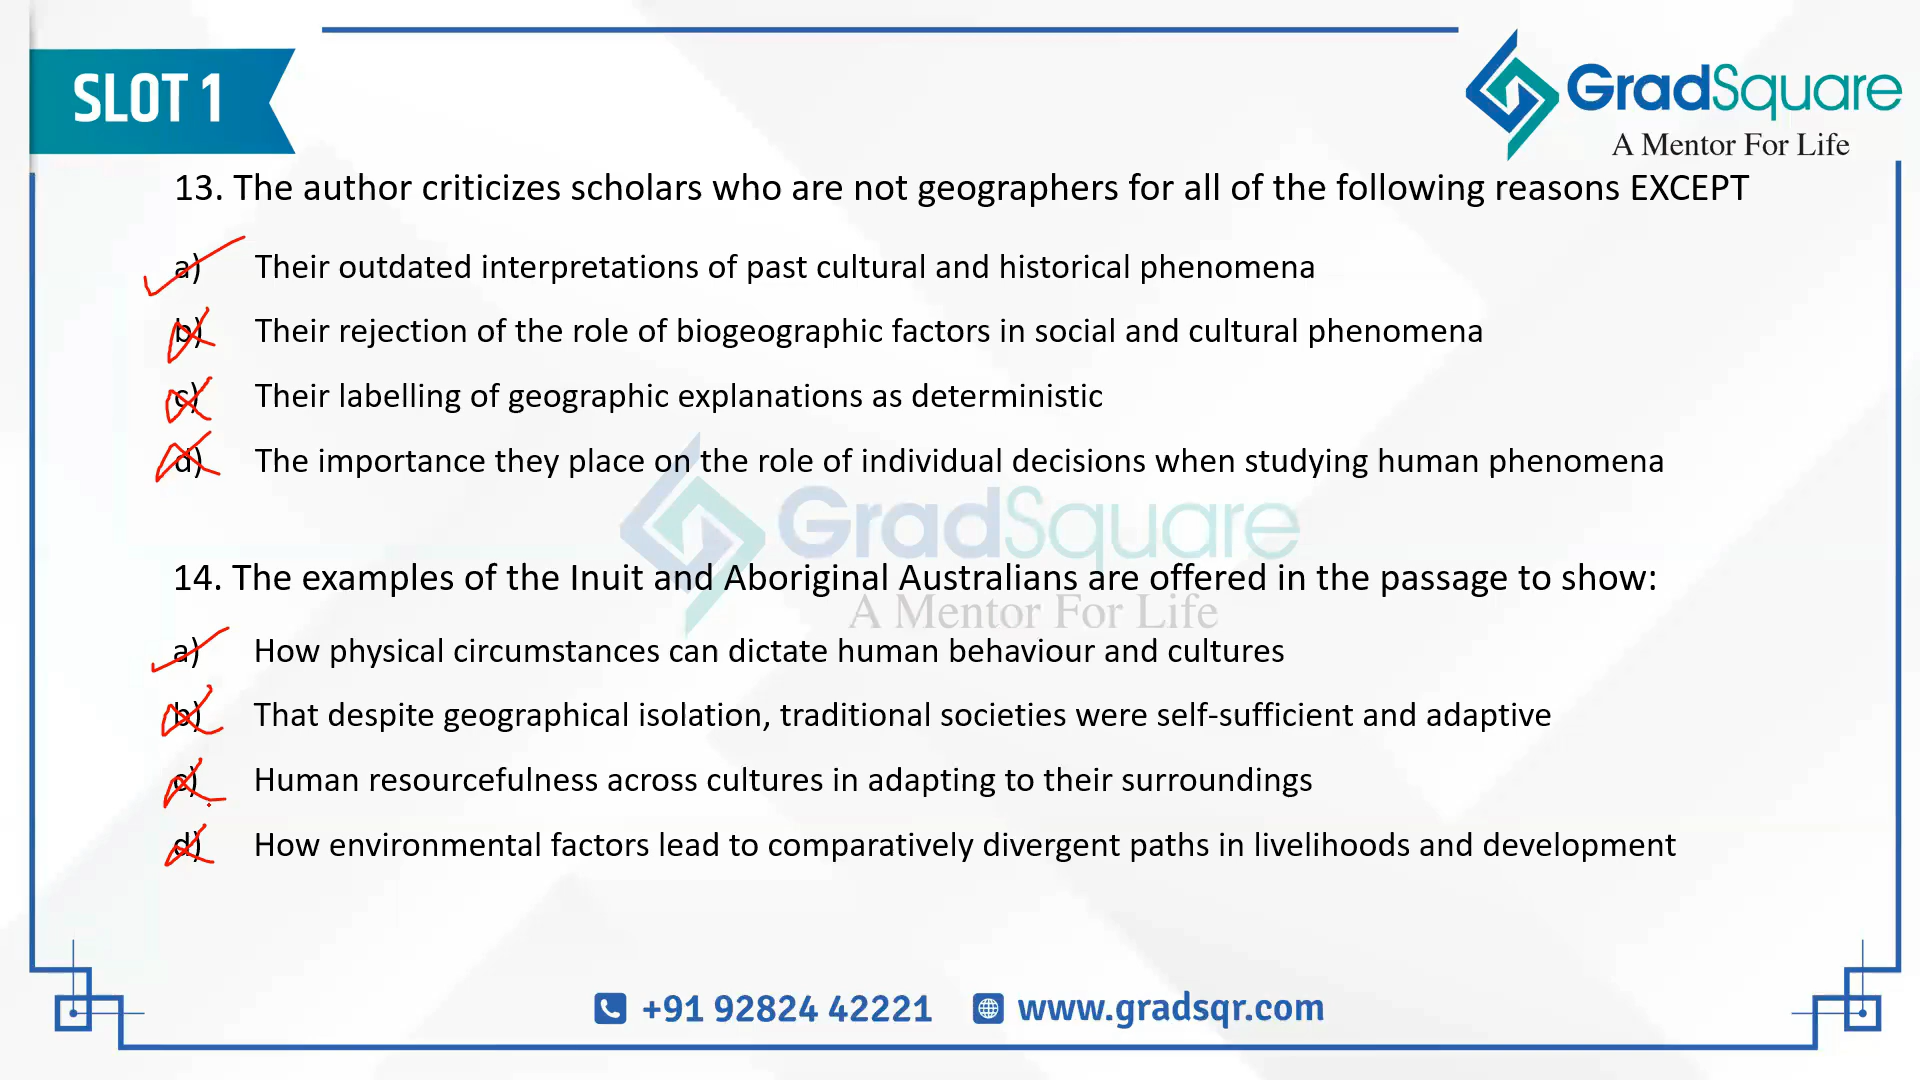 SLOT 1
GradSquare
A Mentor For Life
13. The author criticizes scholars who are not geographers for all of the following reasons EXCEPT
a) Their outdated interpretations of past cultural and historical phenomena
b) Their rejection of the role of biogeographic factors in social and cultural phenomena
c) Their labelling of geographic explanations as deterministic
d) The importance they place on the role of individual decisions when studying human phenomena
GradSquare
A Mentor For Life
14. The examples of the Inuit and Aboriginal Australians are offered in the passage to show:
a) How physical circumstances can dictate human behaviour and cultures
b) That despite geographical isolation, traditional societies were self-sufficient and adaptive
c) Human resourcefulness across cultures in adapting to their surroundings
d) How environmental factors lead to comparatively divergent paths in livelihoods and development
+91 92824 42221 www.gradsqr.com